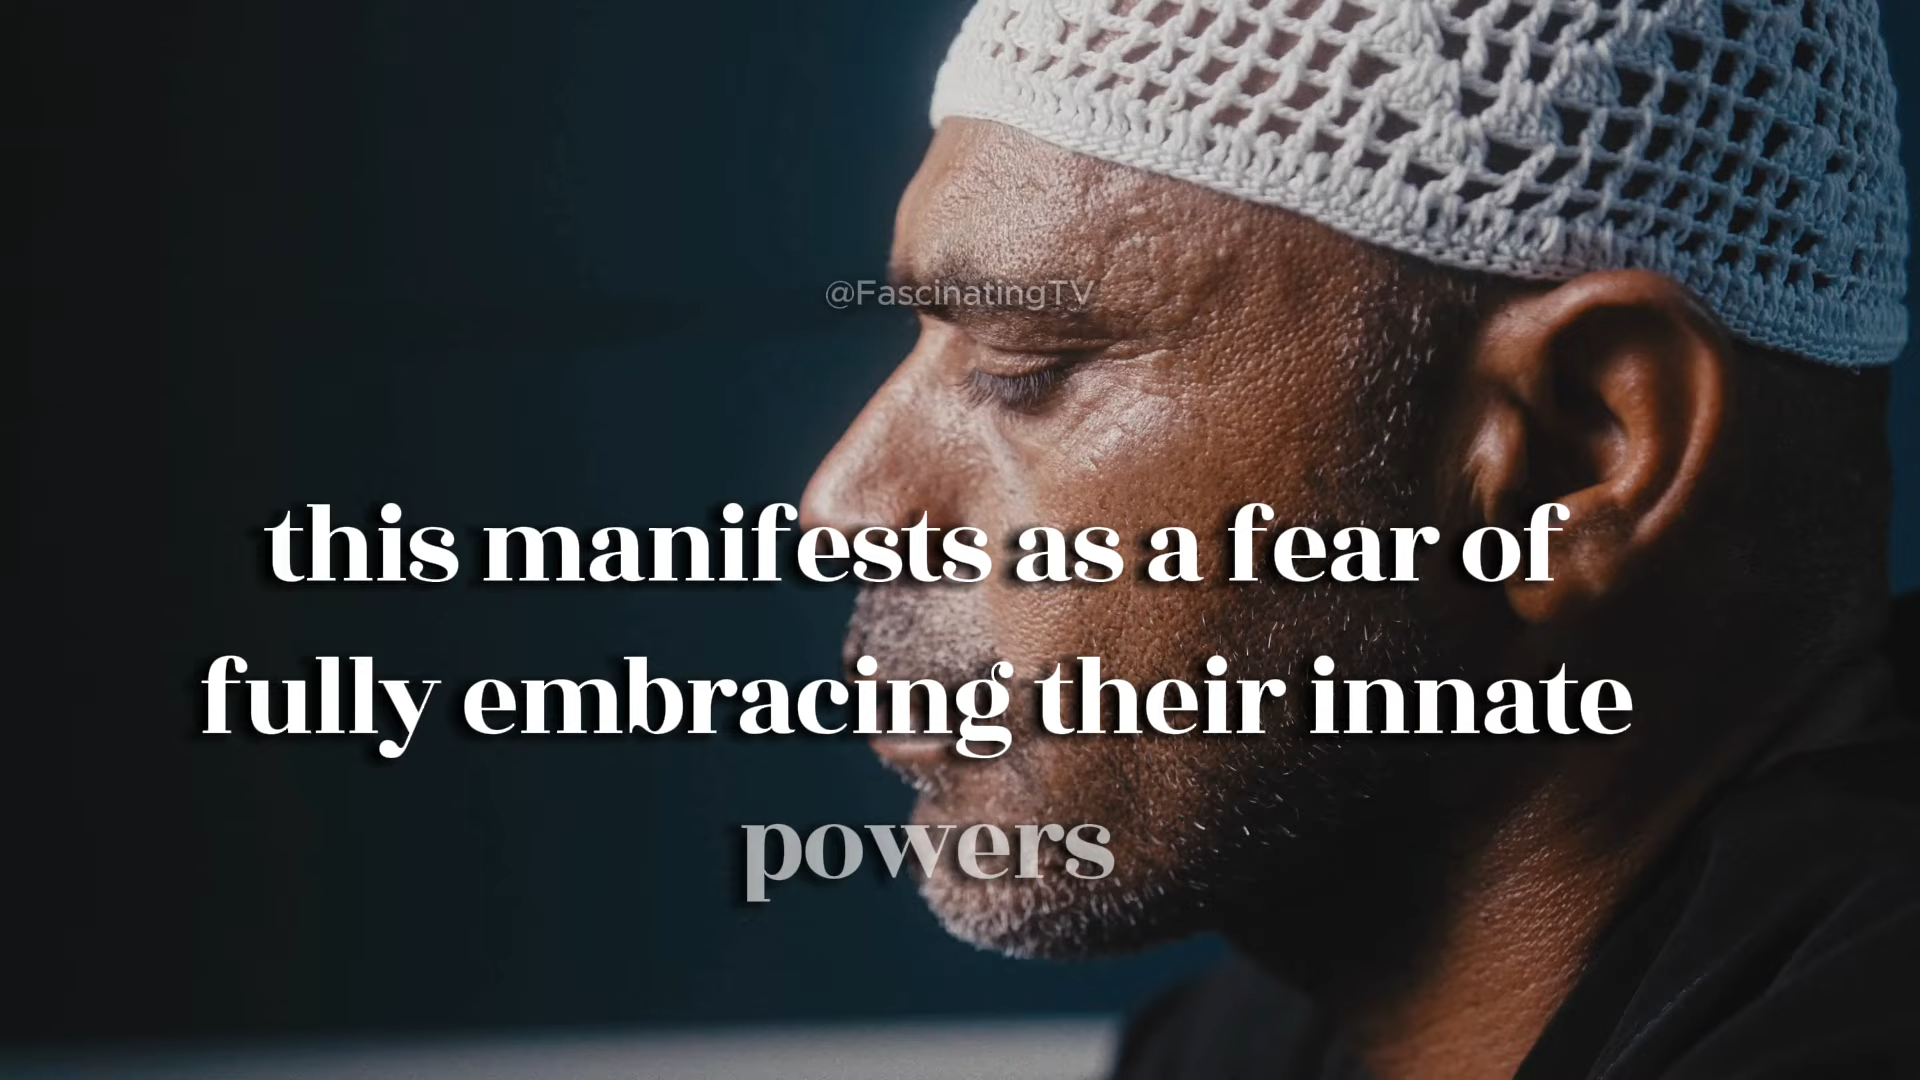 @FascinatingTV
this manifests as a fear of
fully embracing their innate
powers